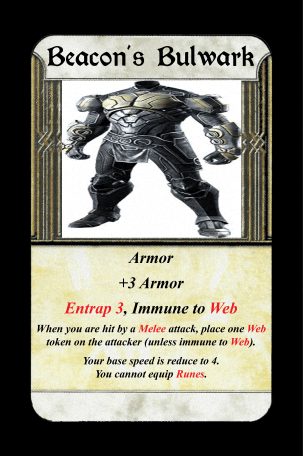 Beacon's Bulwark
Armor
+3 Armor
Entrap 3, Immune to Web
When you are hit by a Melee attack, place one Web
token on the attacker (unless immune to Web).
Your base speed is reduce to 4.
You cannot equip Runes.